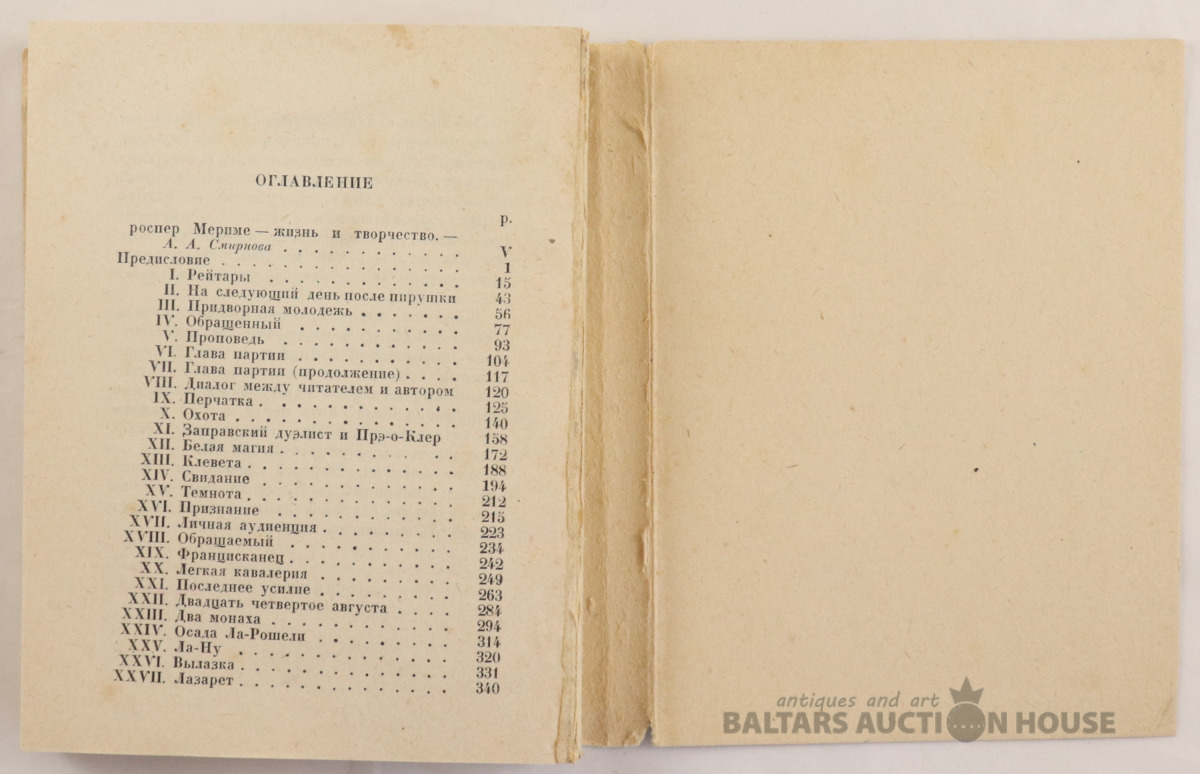 ОГЛАВЛЕНИЕ
р.
роспер Мериме — жизнь и творчество. —
А. А. Смирнова . . . . . . . . . . . V
Предисловие . . . . . . . . . . . . . . . 1
I. Рейтары . . . . . . . . . . . . 15
II. На следующий день после пирушки 43
III. Придворная молодежь . . . . . . . 56
IV. Обращенный . . . . . . . . . . 77
V. Проповедь . . . . . . . . . . . 93
VI. Глава партии . . . . . . . . . . 104
VII. Глава партии (продолжение) . . . . 117
VIII. Диалог между читателем и автором 120
IX. Перчатка . . . . . . . . . . . . 125
X. Охота . . . . . . . . . . . . . . 140
XI. Заправский дуэлист и Прэ-о-Клер 158
XII. Белая магия . . . . . . . . . . . 172
XIII. Клевета . . . . . . . . . . . . . 188
XIV. Свидание . . . . . . . . . . . . 194
XV. Темнота . . . . . . . . . . . . . 212
XVI. Признание . . . . . . . . . . . 215
XVII. Личная аудиенция . . . . . . . . 223
XVIII. Обращаемый . . . . . . . . . . 234
XIX. Францисканец . . . . . . . . . . 242
XX. Легкая кавалерия . . . . . . . . 249
XXI. Последнее усилие . . . . . . . . 263
XXII. Двадцать четвертое августа . . . . 284
XXIII. Два монаха . . . . . . . . . . . 294
XXIV. Осада Ла-Рошели . . . . . . . . 314
XXV. Ла-Ну . . . . . . . . . . . . . 320
XXVI. Вылазка . . . . . . . . . . . . . 331
XXVII. Лазарет . . . . . . . . . . . . . 340
antiques and art
BALTARS AUCTION HOUSE